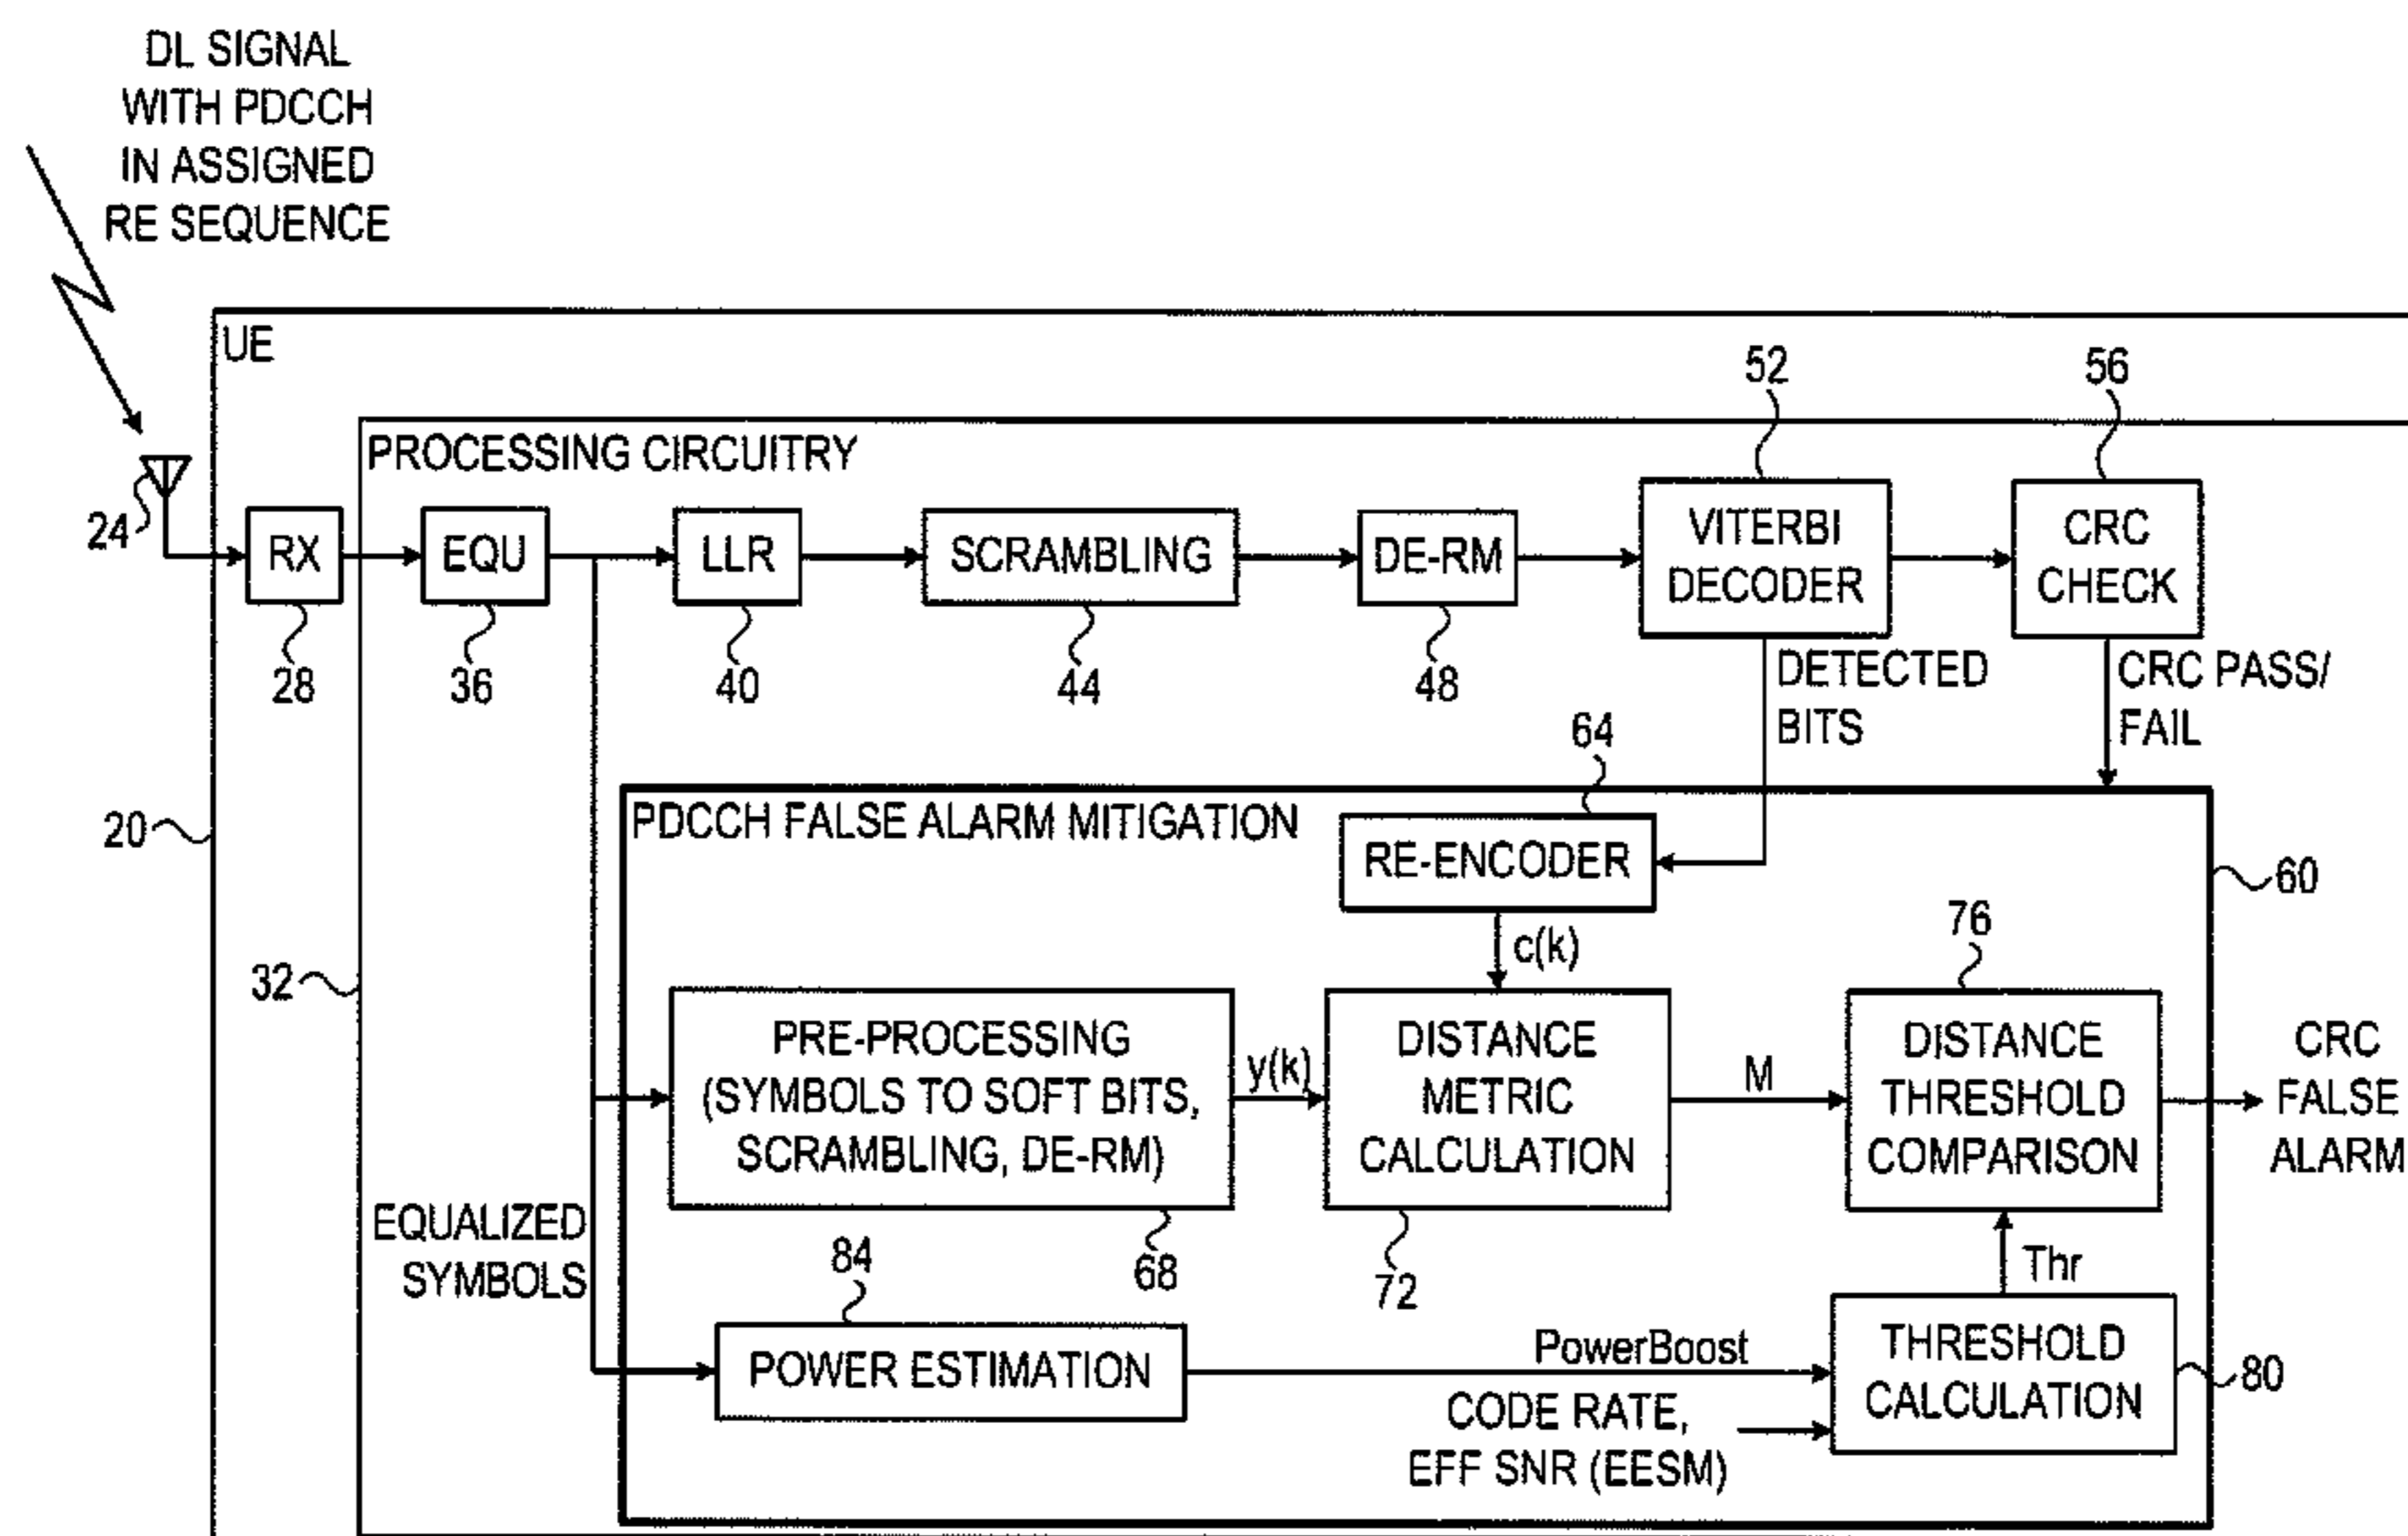 DL SIGNAL
WITH PDCCH
IN ASSIGNED
RE SEQUENCE
UE
52
56
PROCESSING CIRCUITRY
24
RX
EQU
LLR
SCRAMBLING
DE-RM
VITERBI
DECODER
CRC
CHECK
28
36
40
44
48
DETECTED
BITS
CRC PASS/
FAIL
64
20
PDCCH FALSE ALARM MITIGATION
RE-ENCODER
60
c(k)
76
32
PRE-PROCESSING
(SYMBOLS TO SOFT BITS,
SCRAMBLING, DE-RM)
y(k)
DISTANCE
METRIC
CALCULATION
M
DISTANCE
THRESHOLD
COMPARISON
CRC
FALSE
ALARM
EQUALIZED
SYMBOLS
84
68
72
Thr
POWER ESTIMATION
PowerBoost
CODE RATE,
EFF SNR (EESM)
THRESHOLD
CALCULATION
80